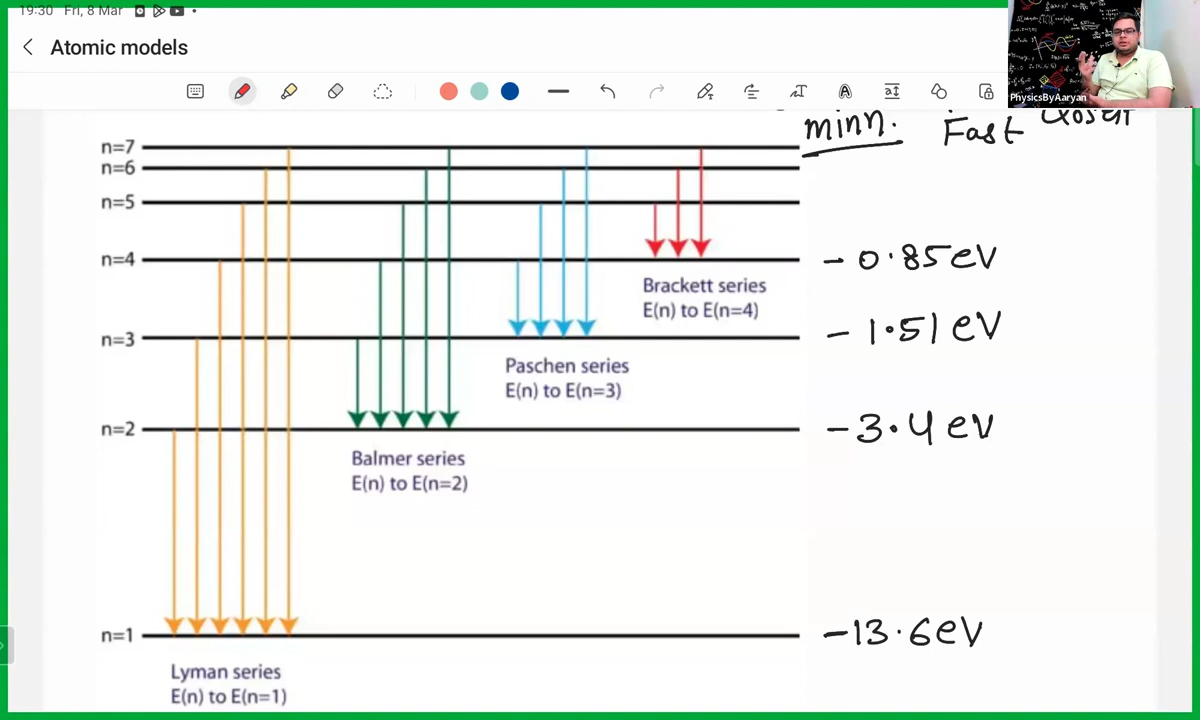 19:30 Fri, 8 Mar
Atomic models
PhysicsByAaryan
minn. Fast
n=7
n=6
n=5
n=4
-0.85eV
Brackett series
E(n) to E(n=4)
n=3
-1.51eV
Paschen series
E(n) to E(n=3)
n=2
-3.4eV
Balmer series
E(n) to E(n=2)
n=1
-13.6eV
Lyman series
E(n) to E(n=1)